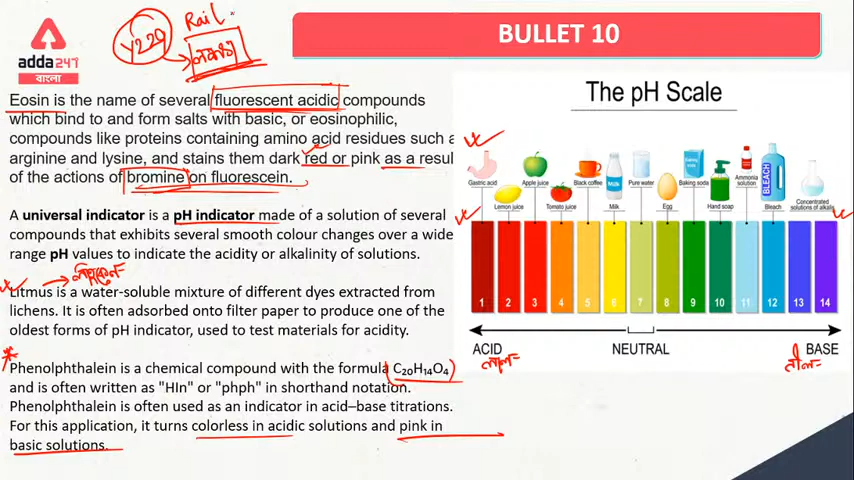 Rail
Y229
BULLET 10
adda247
বাংলা
Eosin is the name of several fluorescent acidic compounds
which bind to and form salts with basic, or eosinophilic,
compounds like proteins containing amino acid residues such a
arginine and lysine, and stains them dark red or pink as a resul
of the actions of bromine on fluorescein.
A universal indicator is a pH indicator made of a solution of several
compounds that exhibits several smooth colour changes over a wide
range pH values to indicate the acidity or alkalinity of solutions.
Litmus is a water-soluble mixture of different dyes extracted from
lichens. It is often adsorbed onto filter paper to produce one of the
oldest forms of pH indicator, used to test materials for acidity.
Phenolphthalein is a chemical compound with the formula C₂₀H₁₄O₄
and is often written as "HIn" or "phph" in shorthand notation.
Phenolphthalein is often used as an indicator in acid–base titrations.
For this application, it turns colorless in acidic solutions and pink in
basic solutions.
The pH Scale
Gastric acid Apple juice Black coffee Pure water Baking soda Ammonia solution Concentrated solutions of alkalis
BAKING SODA
MILK
BLEACH
Lemon juice Tomato juice Milk Egg Hand soap Bleach
1 2 3 4 5 6 7 8 9 10 11 12 13 14
ACID NEUTRAL BASE
লাল নীল